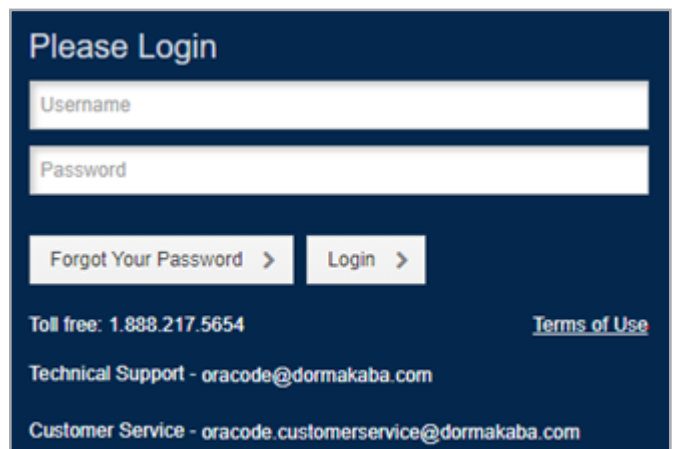 Please Login
Username
Password
Forgot Your Password Login
Toll free: 1.888.217.5654 Terms of Use
Technical Support - oracode@dormakaba.com
Customer Service - oracode.customerservice@dormakaba.com